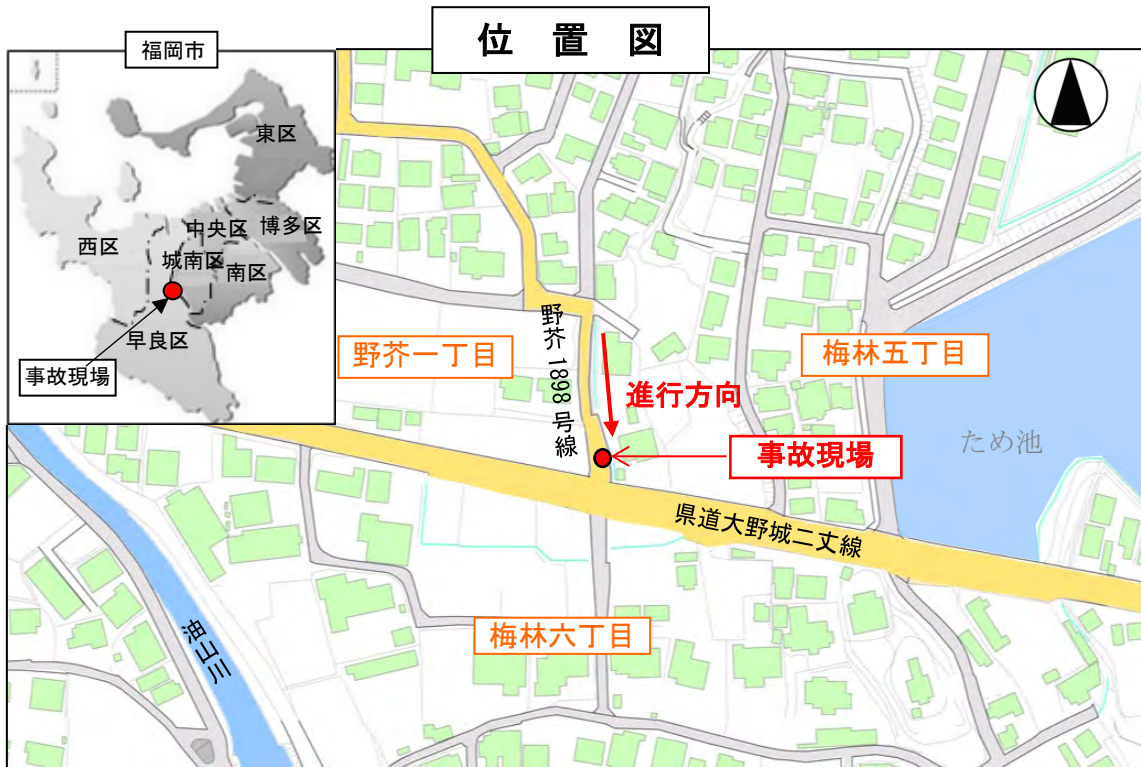 位置図
福岡市
東区
中央区
博多区
西区
城南区
南区
早良区
事故現場
野芥一丁目
野芥1898号線
進行方向
梅林五丁目
事故現場
ため池
県道大野城二丈線
梅林六丁目
油山川